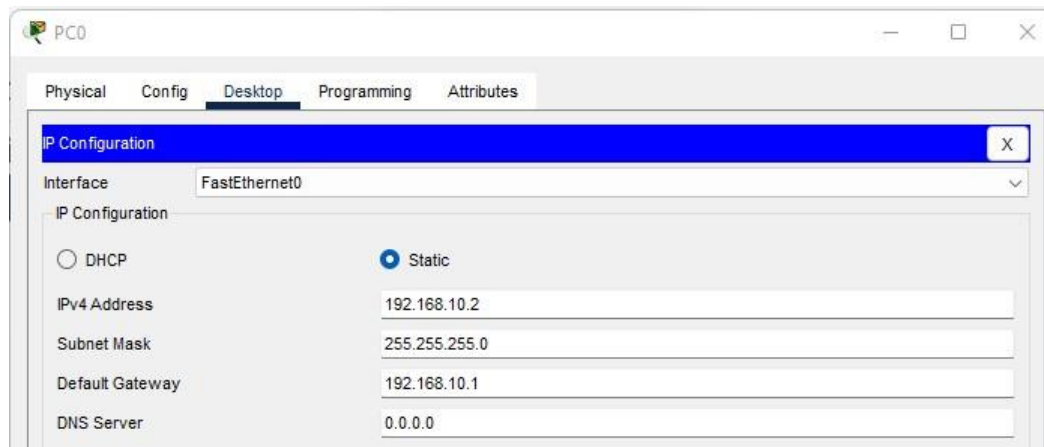 PC0
Physical Config Desktop Programming Attributes
IP Configuration X
Interface FastEthernet0
IP Configuration
DHCP Static
IPv4 Address 192.168.10.2
Subnet Mask 255.255.255.0
Default Gateway 192.168.10.1
DNS Server 0.0.0.0